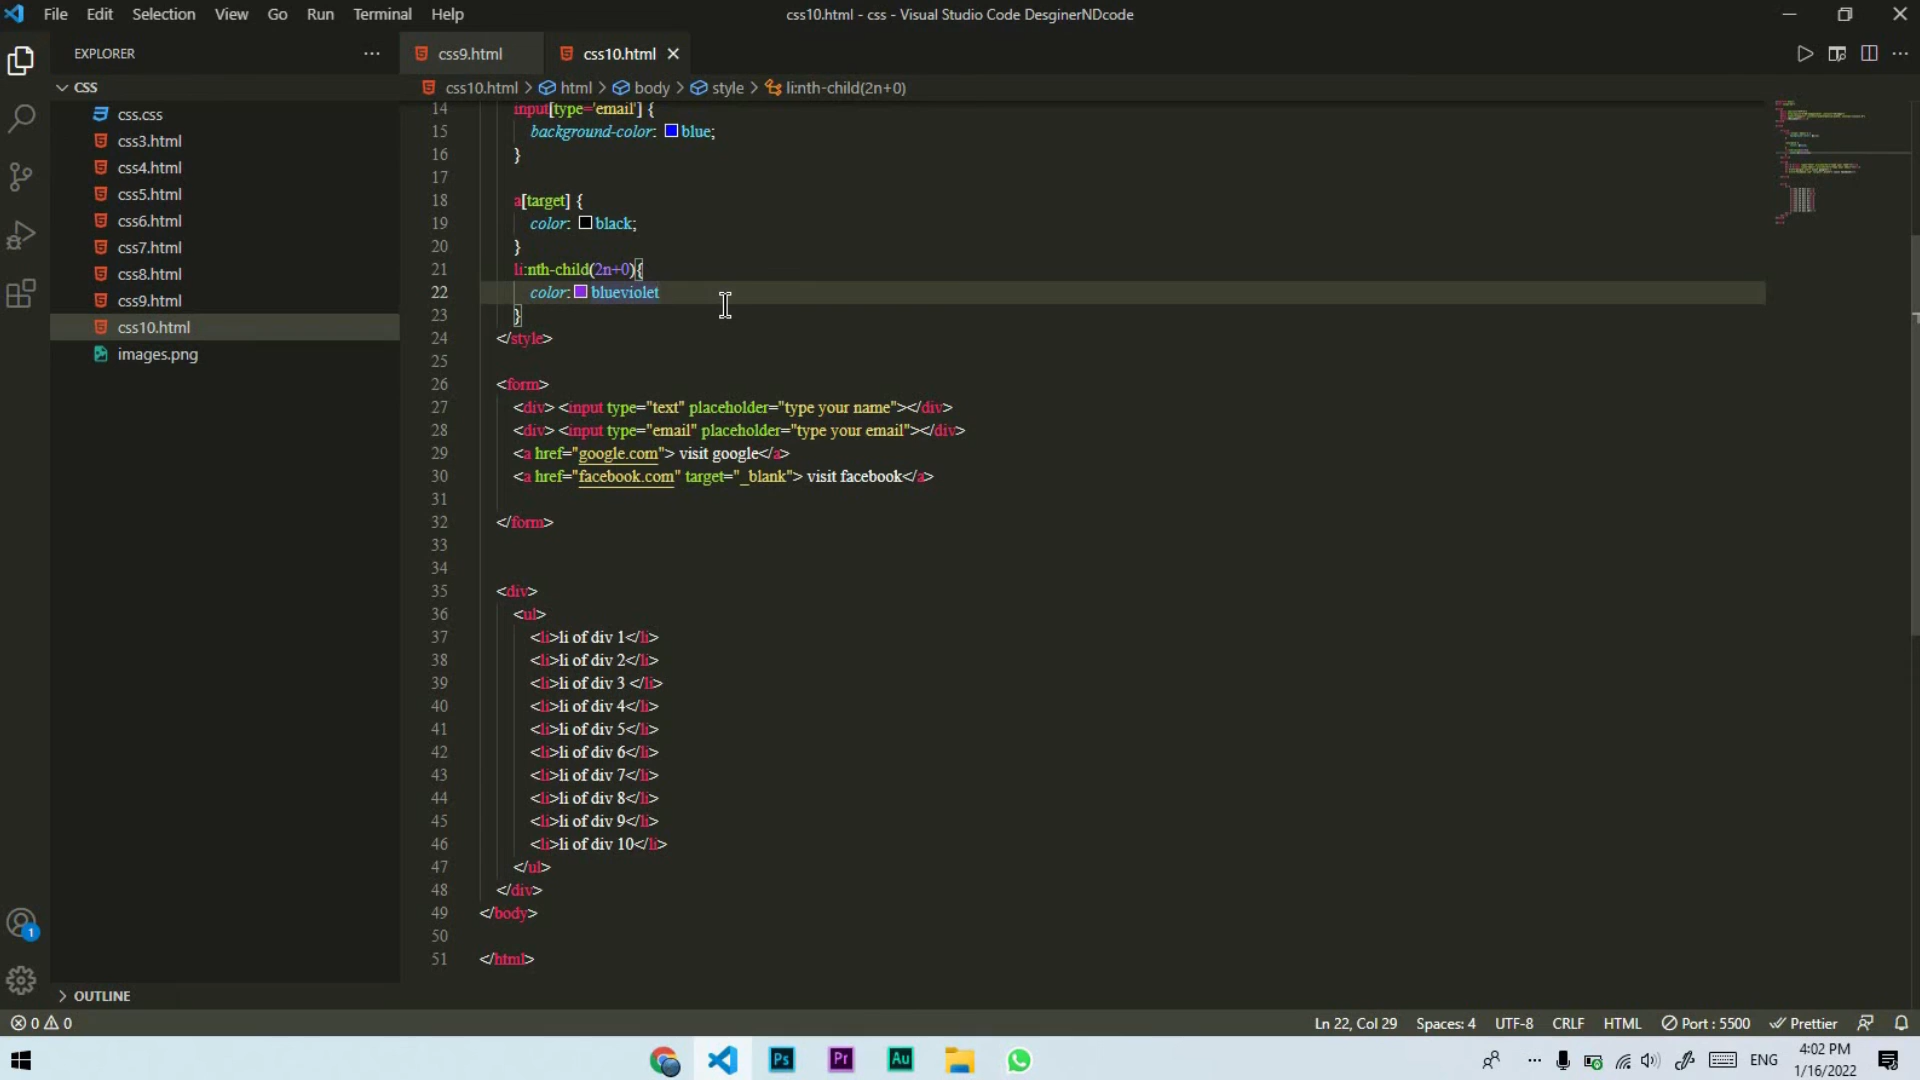 File Edit Selection View Go Run Terminal Help
css10.html - css - Visual Studio Code DesginerNDcode
EXPLORER
css9.html
css10.html
CSS
css10.html > html > body > style > li:nth-child(2n+0)
css.css
css3.html
css4.html
css5.html
css6.html
css7.html
css8.html
css9.html
css10.html
images.png
14 input[type='email'] {
15 background-color: blue;
16 }
17
18 a[target] {
19 color: black;
20 }
21 li:nth-child(2n+0){
22 color: blueviolet
23 }
24 </style>
25
26 <form>
27 <div> <input type="text" placeholder="type your name"></div>
28 <div> <input type="email" placeholder="type your email"></div>
29 <a href="google.com"> visit google</a>
30 <a href="facebook.com" target="_blank"> visit facebook</a>
31
32 </form>
33
34
35 <div>
36 <ul>
37 <li>li of div 1</li>
38 <li>li of div 2</li>
39 <li>li of div 3 </li>
40 <li>li of div 4</li>
41 <li>li of div 5</li>
42 <li>li of div 6</li>
43 <li>li of div 7</li>
44 <li>li of div 8</li>
45 <li>li of div 9</li>
46 <li>li of div 10</li>
47 </ul>
48 </div>
49 </body>
50
51 </html>
1
OUTLINE
0 0
Ln 22, Col 29 Spaces: 4 UTF-8 CRLF HTML Port : 5500 Prettier
Ps Pr Au
ENG
4:02 PM
1/16/2022